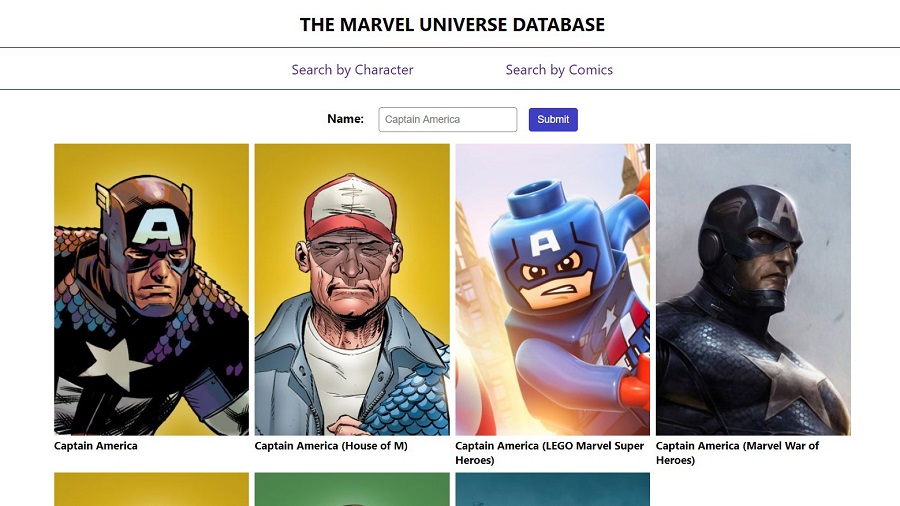 THE MARVEL UNIVERSE DATABASE
Search by Character
Search by Comics
Name:
Captain America
Submit
A
A
A
Captain America
Captain America (House of M)
Captain America (LEGO Marvel Super
Heroes)
Captain America (Marvel War of
Heroes)